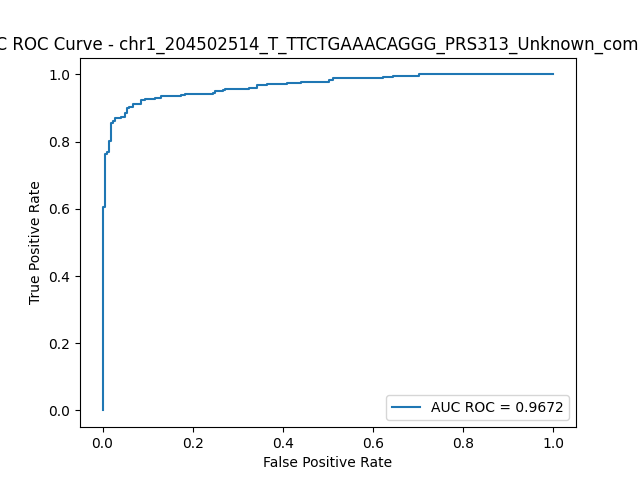 C ROC Curve - chr1_204502514_T_TTCTGAAACAGGG_PRS313_Unknown_com
1.0
0.8
0.6
0.4
0.2
0.0
True Positive Rate
AUC ROC = 0.9672
0.0 0.2 0.4 0.6 0.8 1.0
False Positive Rate